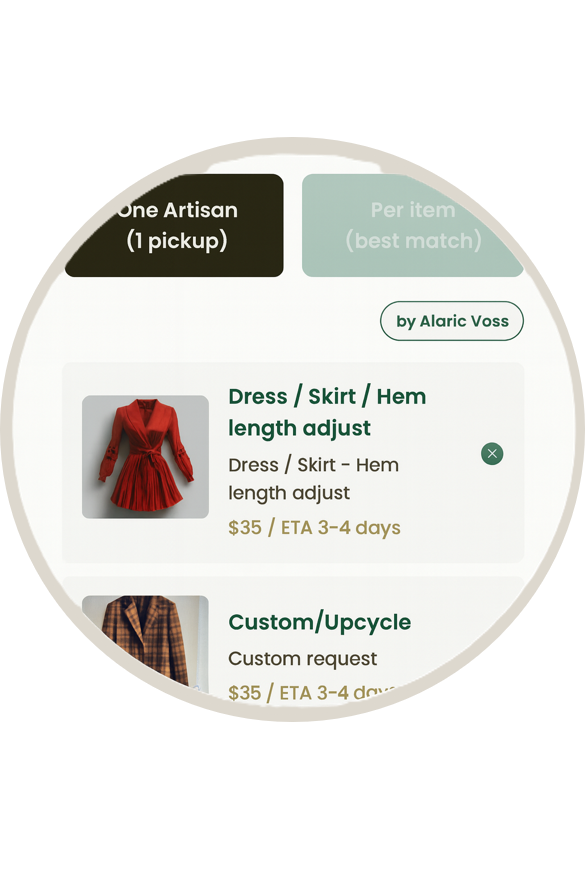 One Artisan
(1 pickup)
Per item
(best match)
by Alaric Voss
Dress / Skirt / Hem
length adjust
Dress / Skirt - Hem
length adjust
$35 / ETA 3-4 days
Custom/Upcycle
Custom request
$35 / ETA 3-4 days